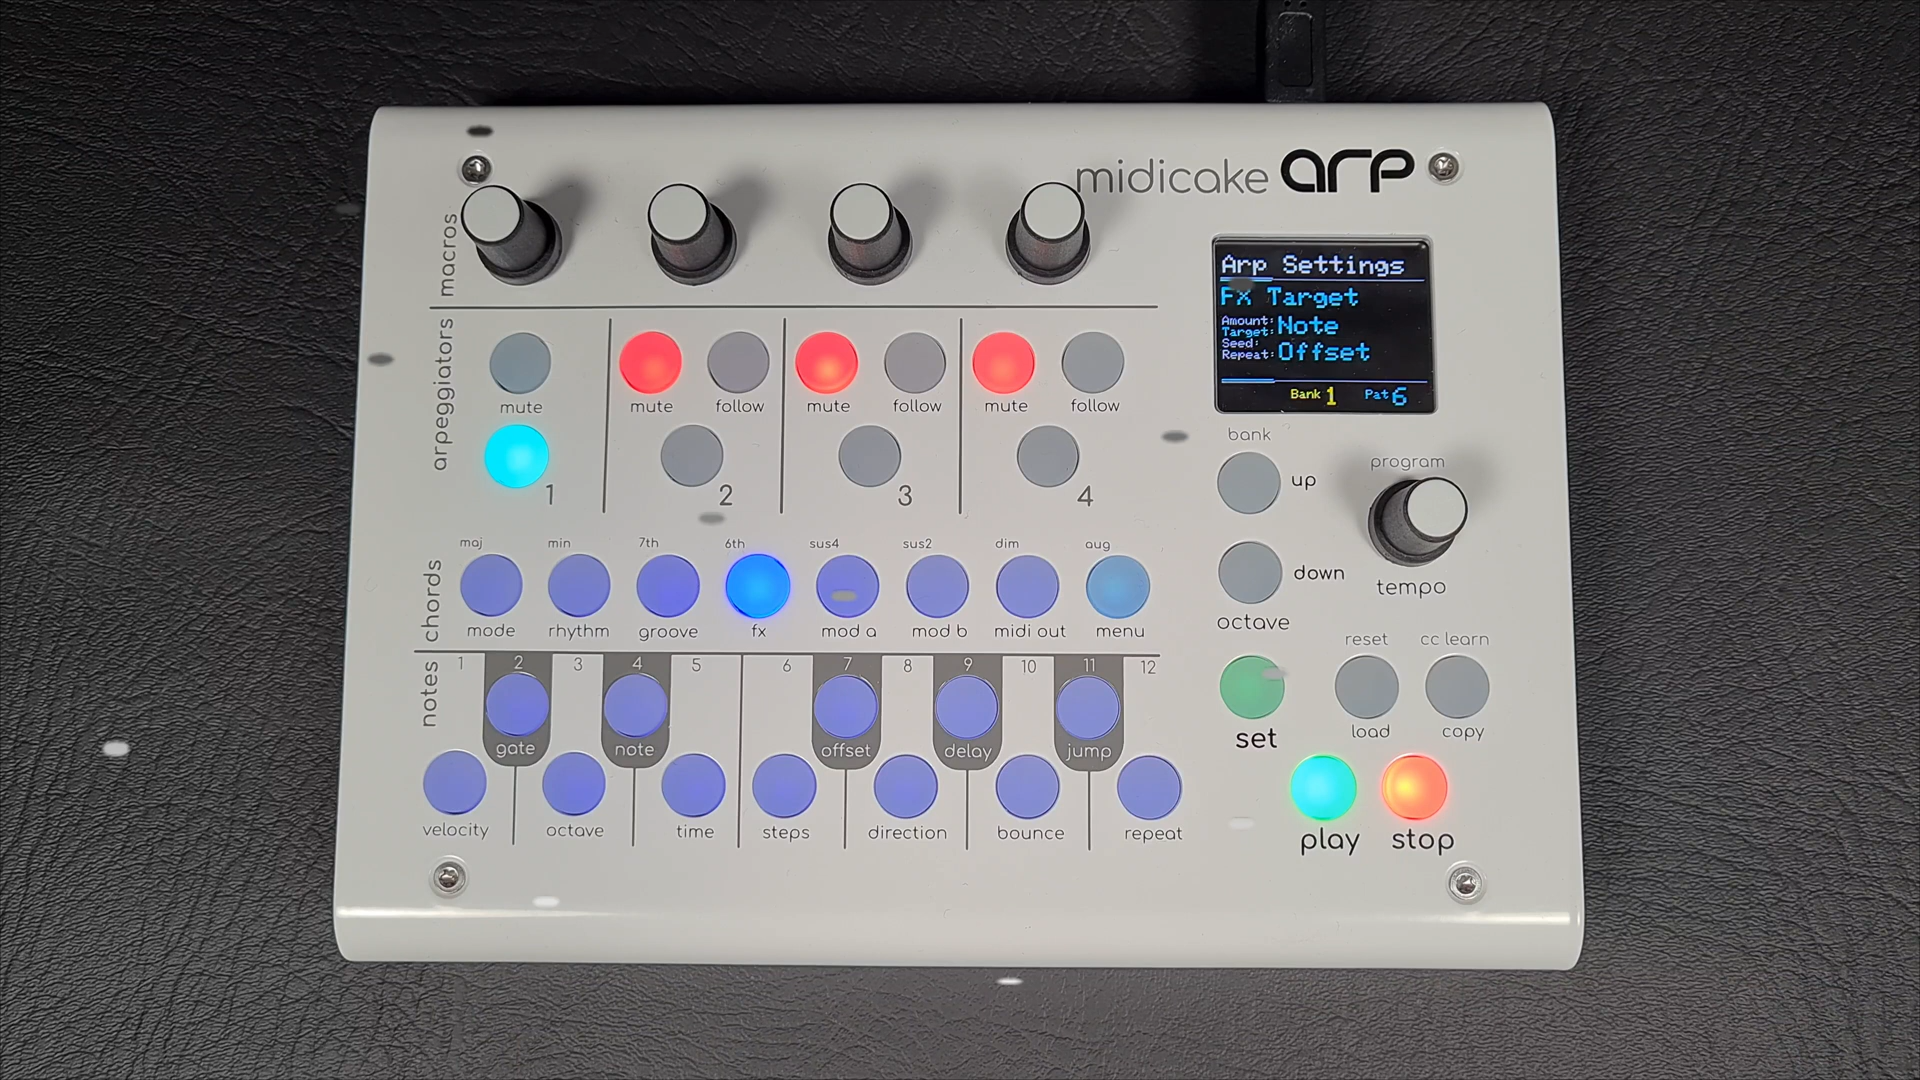 midicake arp
macros
Arp Settings
Fx Target
Amount: Note
Target:
Seed: Offset
Repeat:
Bank 1 Pat 6
arpeggiators
mute
mute follow
mute follow
mute follow
1 2 3 4
bank
up
down
octave
program
tempo
chords
maj min 7th 6th sus4 sus2 dim aug
mode rhythm groove fx mod a mod b midi out menu
notes
1 2 3 4 5 6 7 8 9 10 11 12
gate note offset delay jump
velocity octave time steps direction bounce repeat
reset cc learn
set load copy
play stop